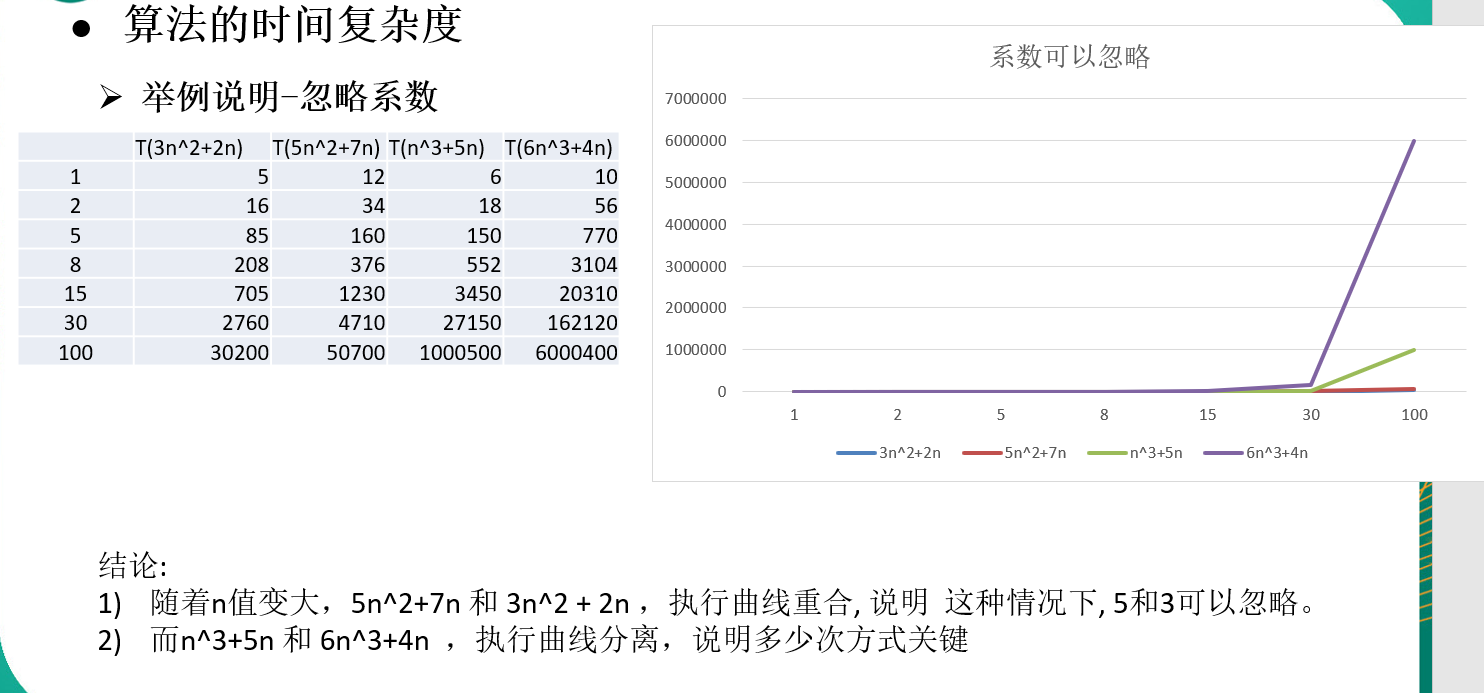 算法的时间复杂度
举例说明-忽略系数
T(3n^2+2n) T(5n^2+7n) T(n^3+5n) T(6n^3+4n)
1 5 12 6 10
2 16 34 18 56
5 85 160 150 770
8 208 376 552 3104
15 705 1230 3450 20310
30 2760 4710 27150 162120
100 30200 50700 1000500 6000400
系数可以忽略
7000000
6000000
5000000
4000000
3000000
2000000
1000000
0
1 2 5 8 15 30 100
3n^2+2n 5n^2+7n n^3+5n 6n^3+4n
结论:
1) 随着n值变大，5n^2+7n 和 3n^2 + 2n ，执行曲线重合, 说明 这种情况下, 5和3可以忽略。
2) 而n^3+5n 和 6n^3+4n ，执行曲线分离，说明多少次方式关键